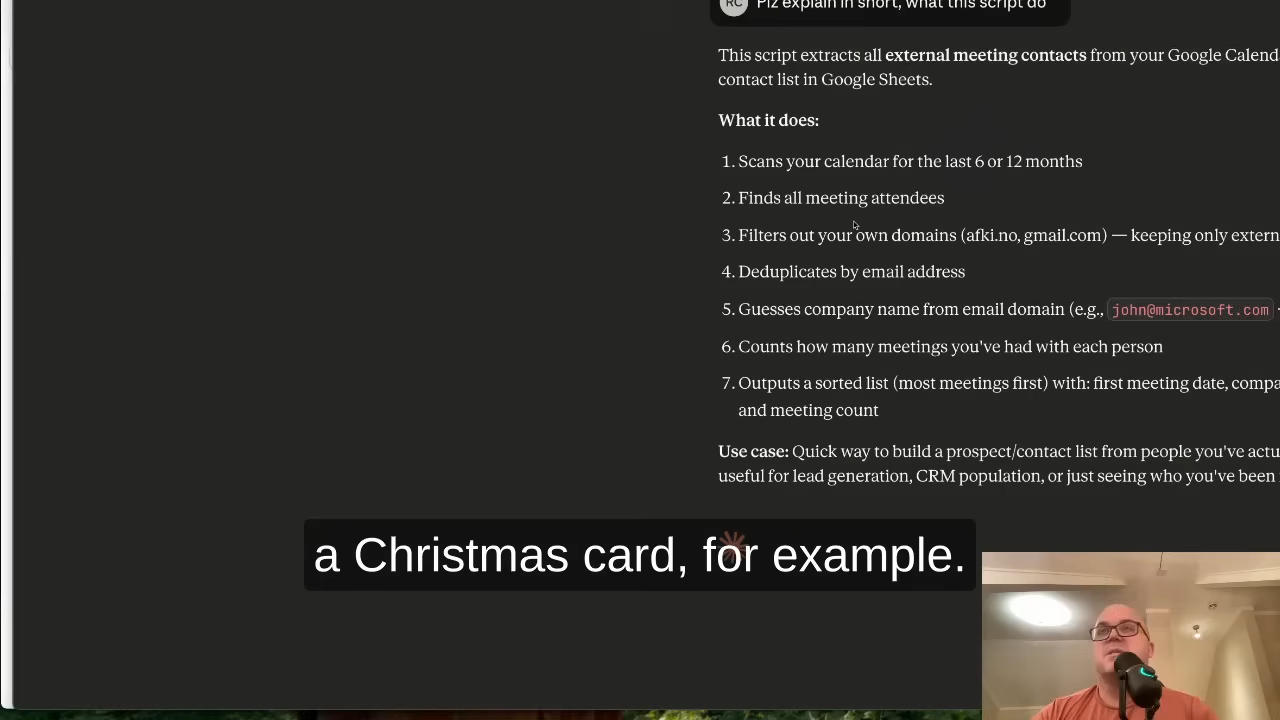 RC Plz explain in short, what this script do
This script extracts all external meeting contacts from your Google
contact list in Google Sheets.
What it does:
1. Scans your calendar for the last 6 or 12 months
2. Finds all meeting attendees
3. Filters out your own domains (afki.no, gmail.com) — keeping only
4. Deduplicates by email address
5. Guesses company name from email domain (e.g., john@microsoft.com
6. Counts how many meetings you've had with each person
7. Outputs a sorted list (most meetings first) with: first meeting date,
and meeting count
Use case: Quick way to build a prospect/contact list from people you've
useful for lead generation, CRM population, or just seeing who you've been
a Christmas card, for example.